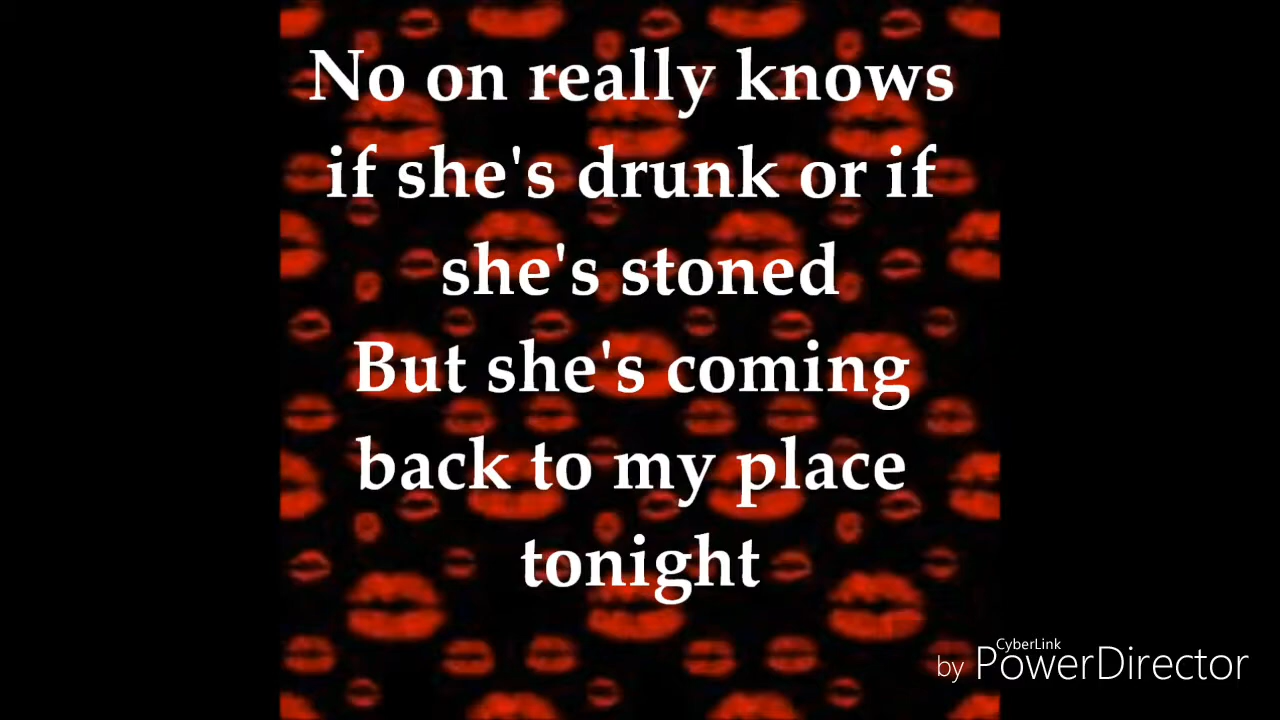 No on really knows
if she's drunk or if
she's stoned
But she's coming
back to my place
tonight
CyberLink
by PowerDirector